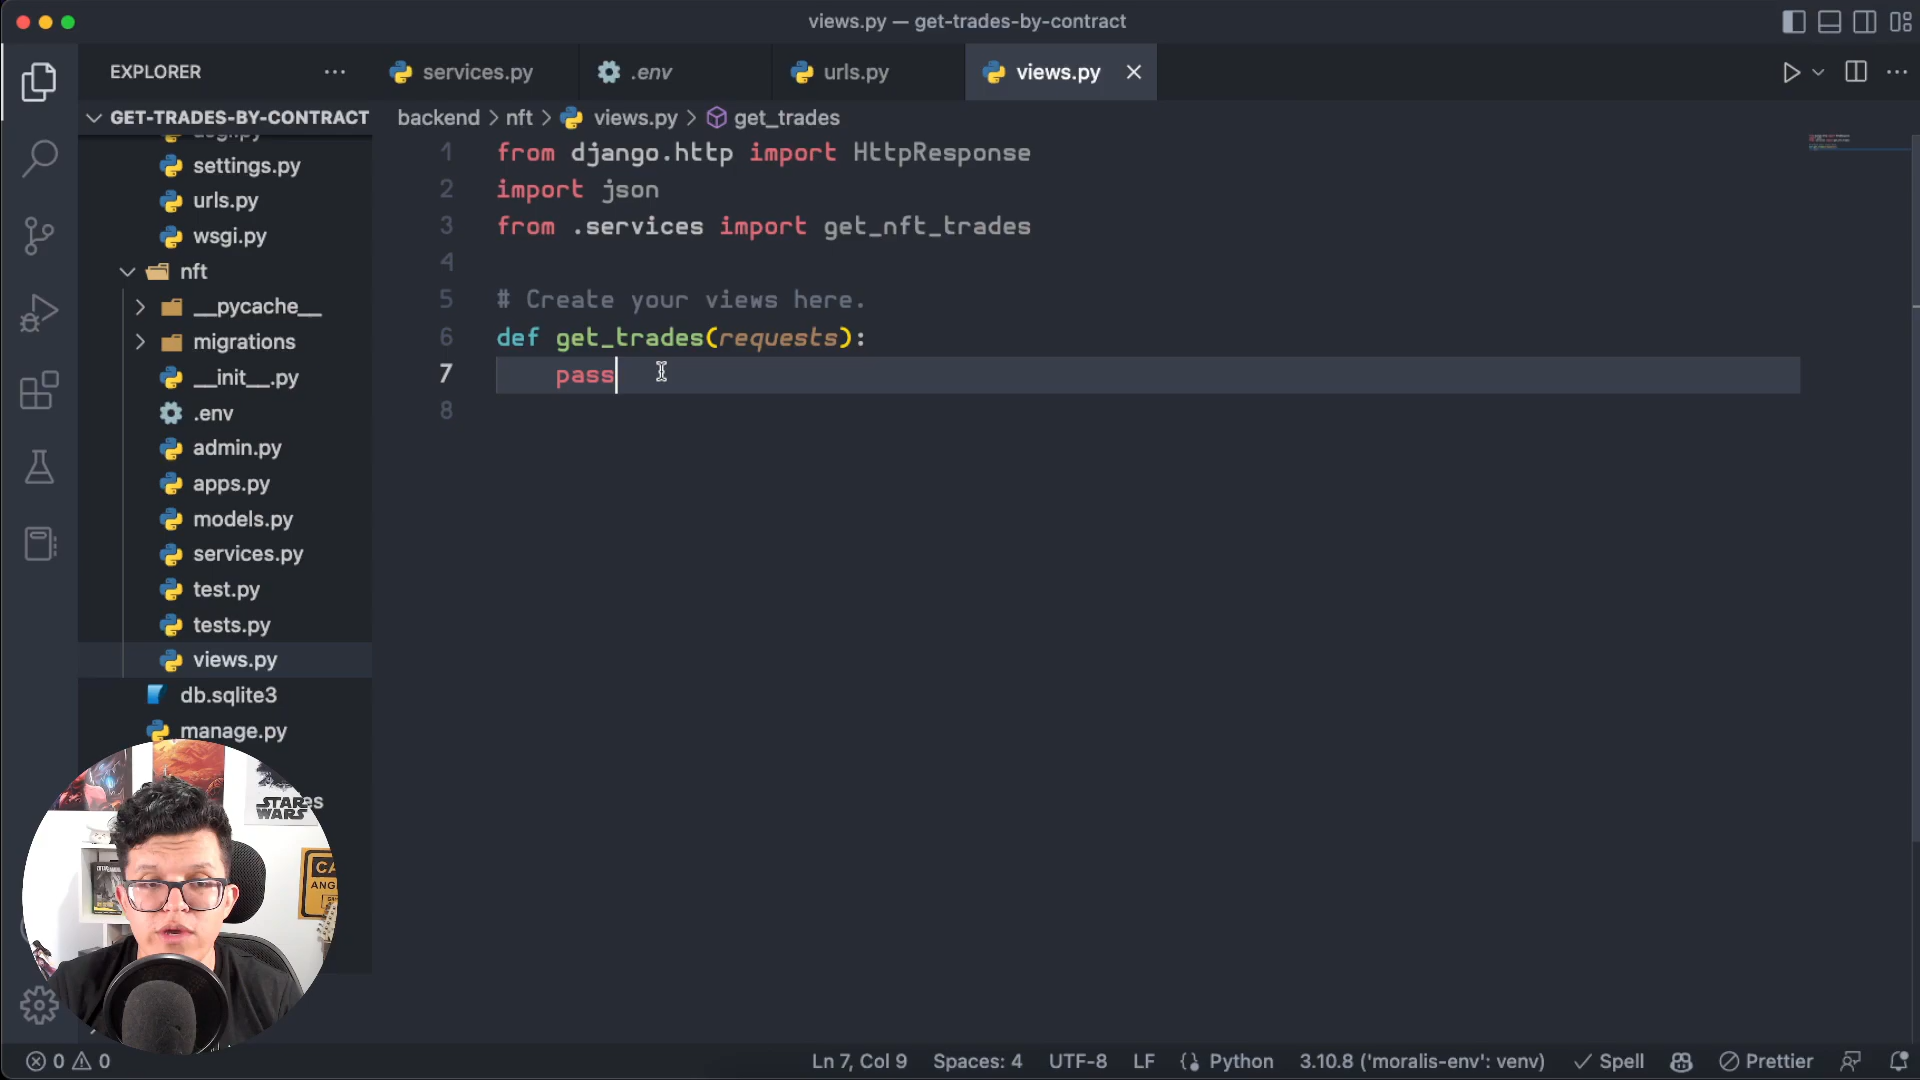 views.py — get-trades-by-contract
EXPLORER
services.py
.env
urls.py
views.py
GET-TRADES-BY-CONTRACT
backend > nft > views.py > get_trades
settings.py
urls.py
wsgi.py
nft
__pycache__
migrations
__init__.py
.env
admin.py
apps.py
models.py
services.py
test.py
tests.py
views.py
db.sqlite3
manage.py
1 from django.http import HttpResponse
2 import json
3 from .services import get_nft_trades
4
5 # Create your views here.
6 def get_trades(requests):
7 pass
8
STAR WARS
CA
ANG
0 0
Ln 7, Col 9
Spaces: 4
UTF-8
LF
Python
3.10.8 ('moralis-env': venv)
Spell
Prettier